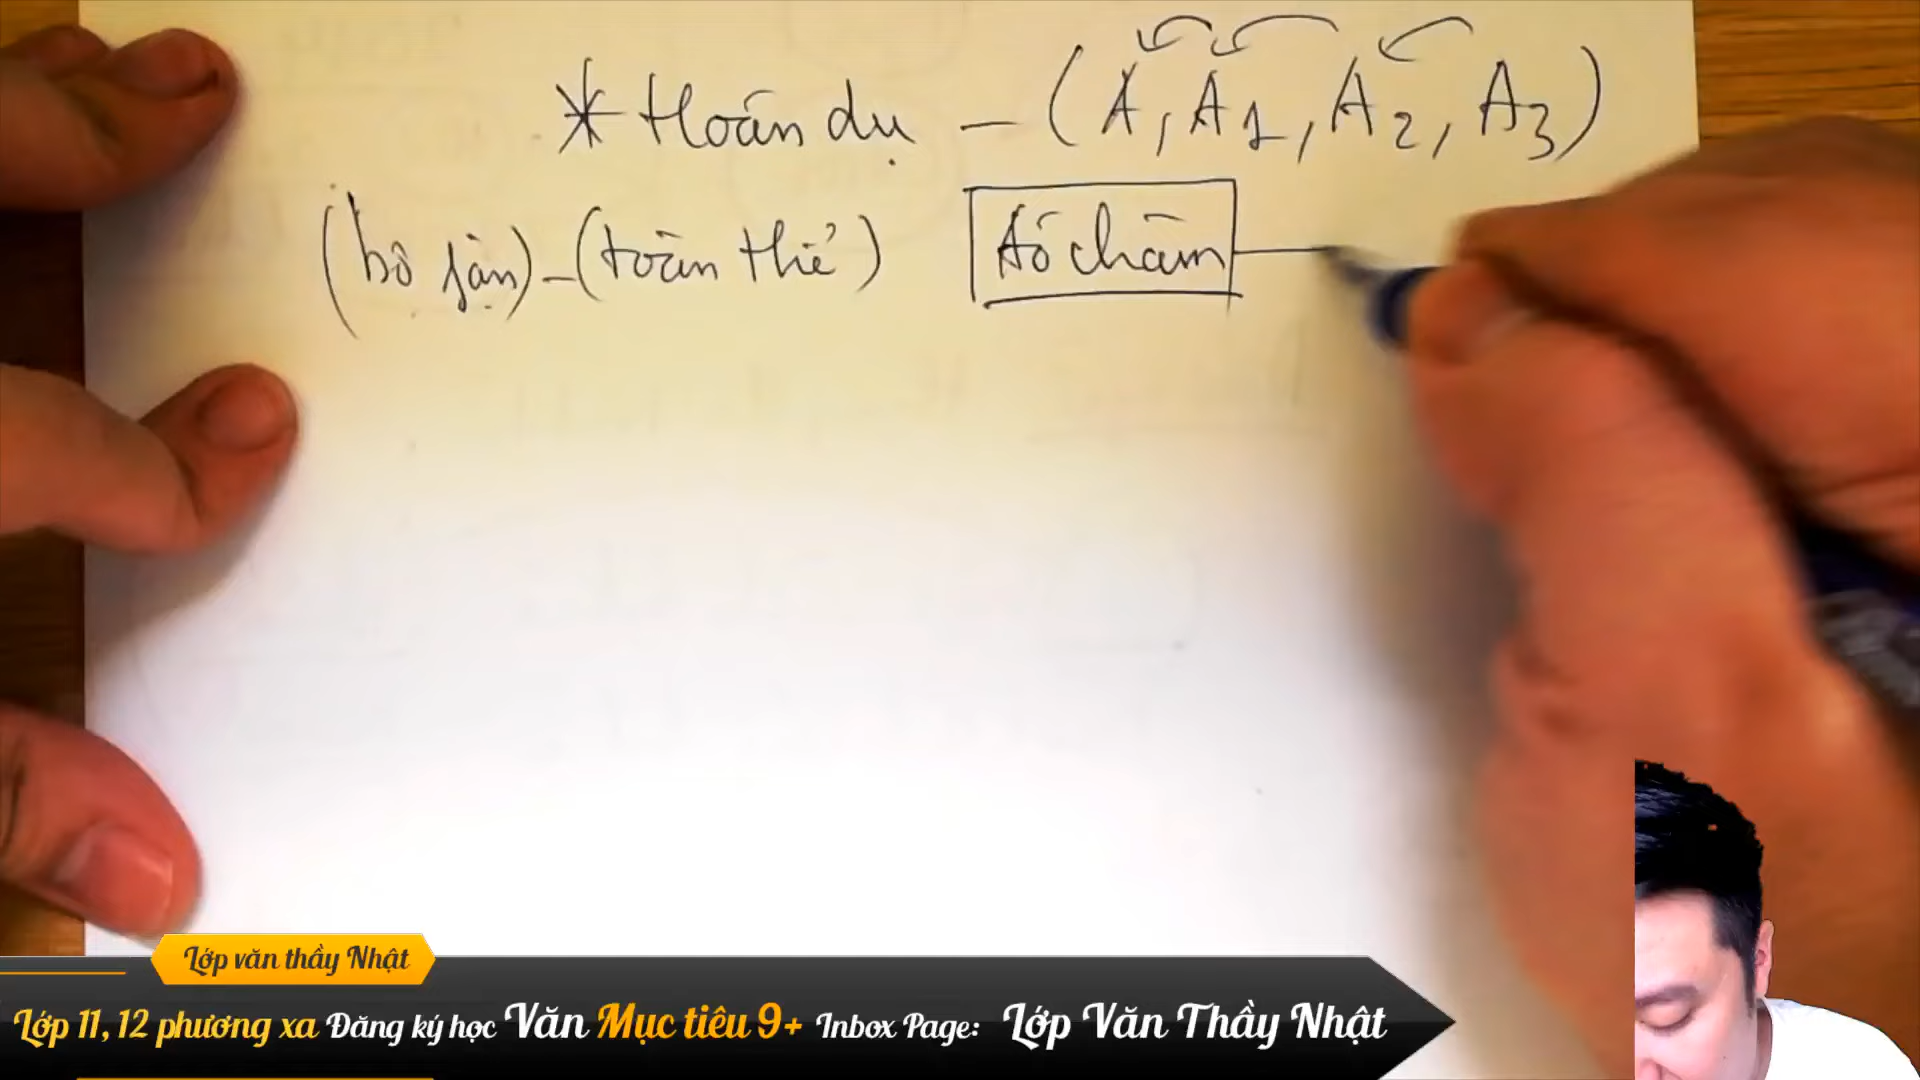 * Hoán dụ - (A, A1, A2, A3)
(bộ phận) - (toàn thể) áo chàm
Lớp văn thầy Nhật
Lớp 11, 12 phương xa Đăng ký học Văn Mục tiêu 9+ Inbox Page: Lớp Văn Thầy Nhật